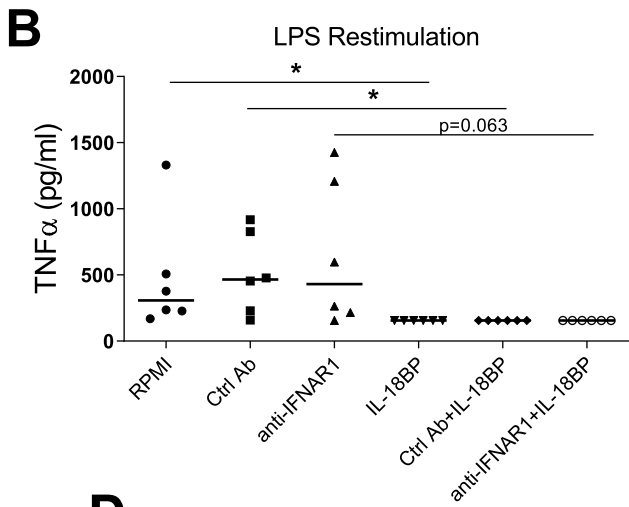 B
LPS Restimulation
*
*
p=0.063
TNFα (pg/ml)
2000
1500
1000
500
0
RPMI
Ctrl Ab
anti-IFNAR1
IL-18BP
Ctrl Ab+IL-18BP
anti-IFNAR1+IL-18BP